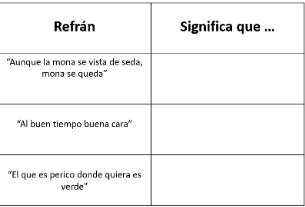 Refrán
Significa que ...
"Aunque la mona se vista de seda,
mona se queda"
"Al buen tiempo buena cara"
"El que es perico donde quiera es
verde"